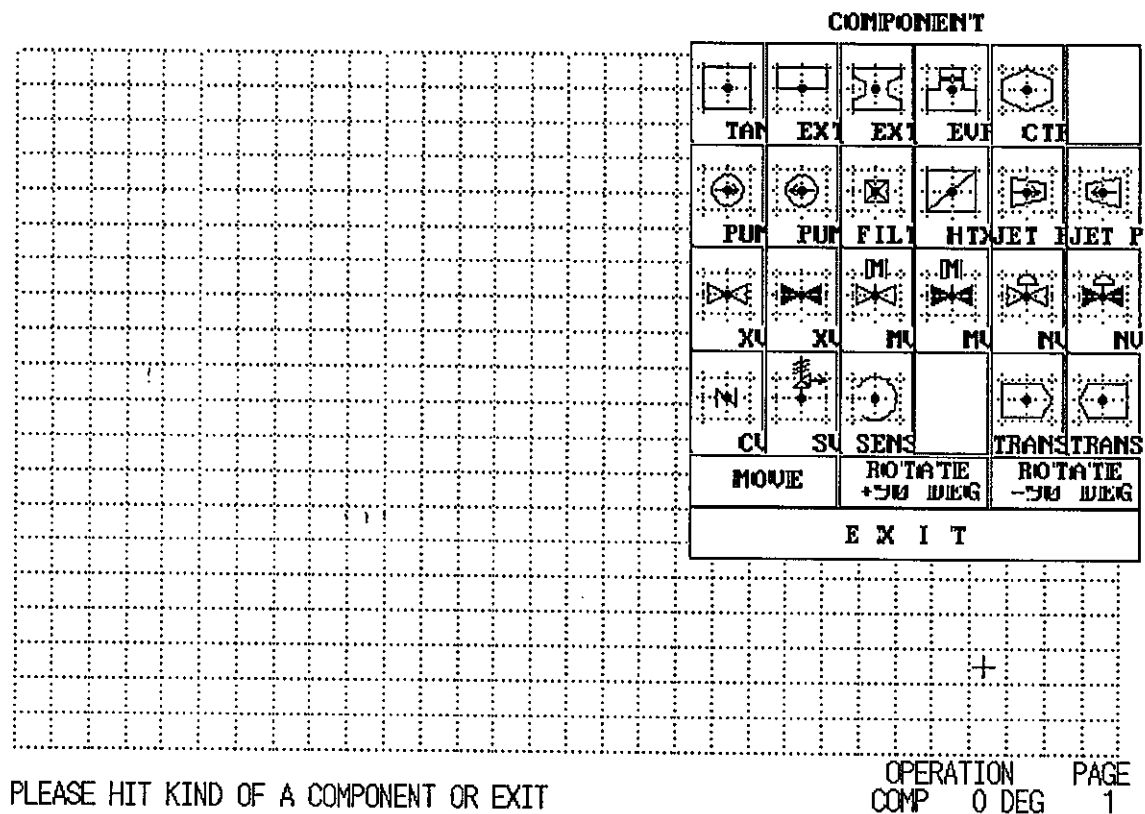 COMPONENT
TAN EXT EXT EVP CTR
PUM PUM FILT HTX JET P JET P
[M] [M]
XV XV MV MV NV NV
CV SV SENS TRANS TRANS
MOVE ROTATE +90 DEG ROTATE -90 DEG
E X I T
PLEASE HIT KIND OF A COMPONENT OR EXIT
OPERATION PAGE
COMP 0 DEG 1